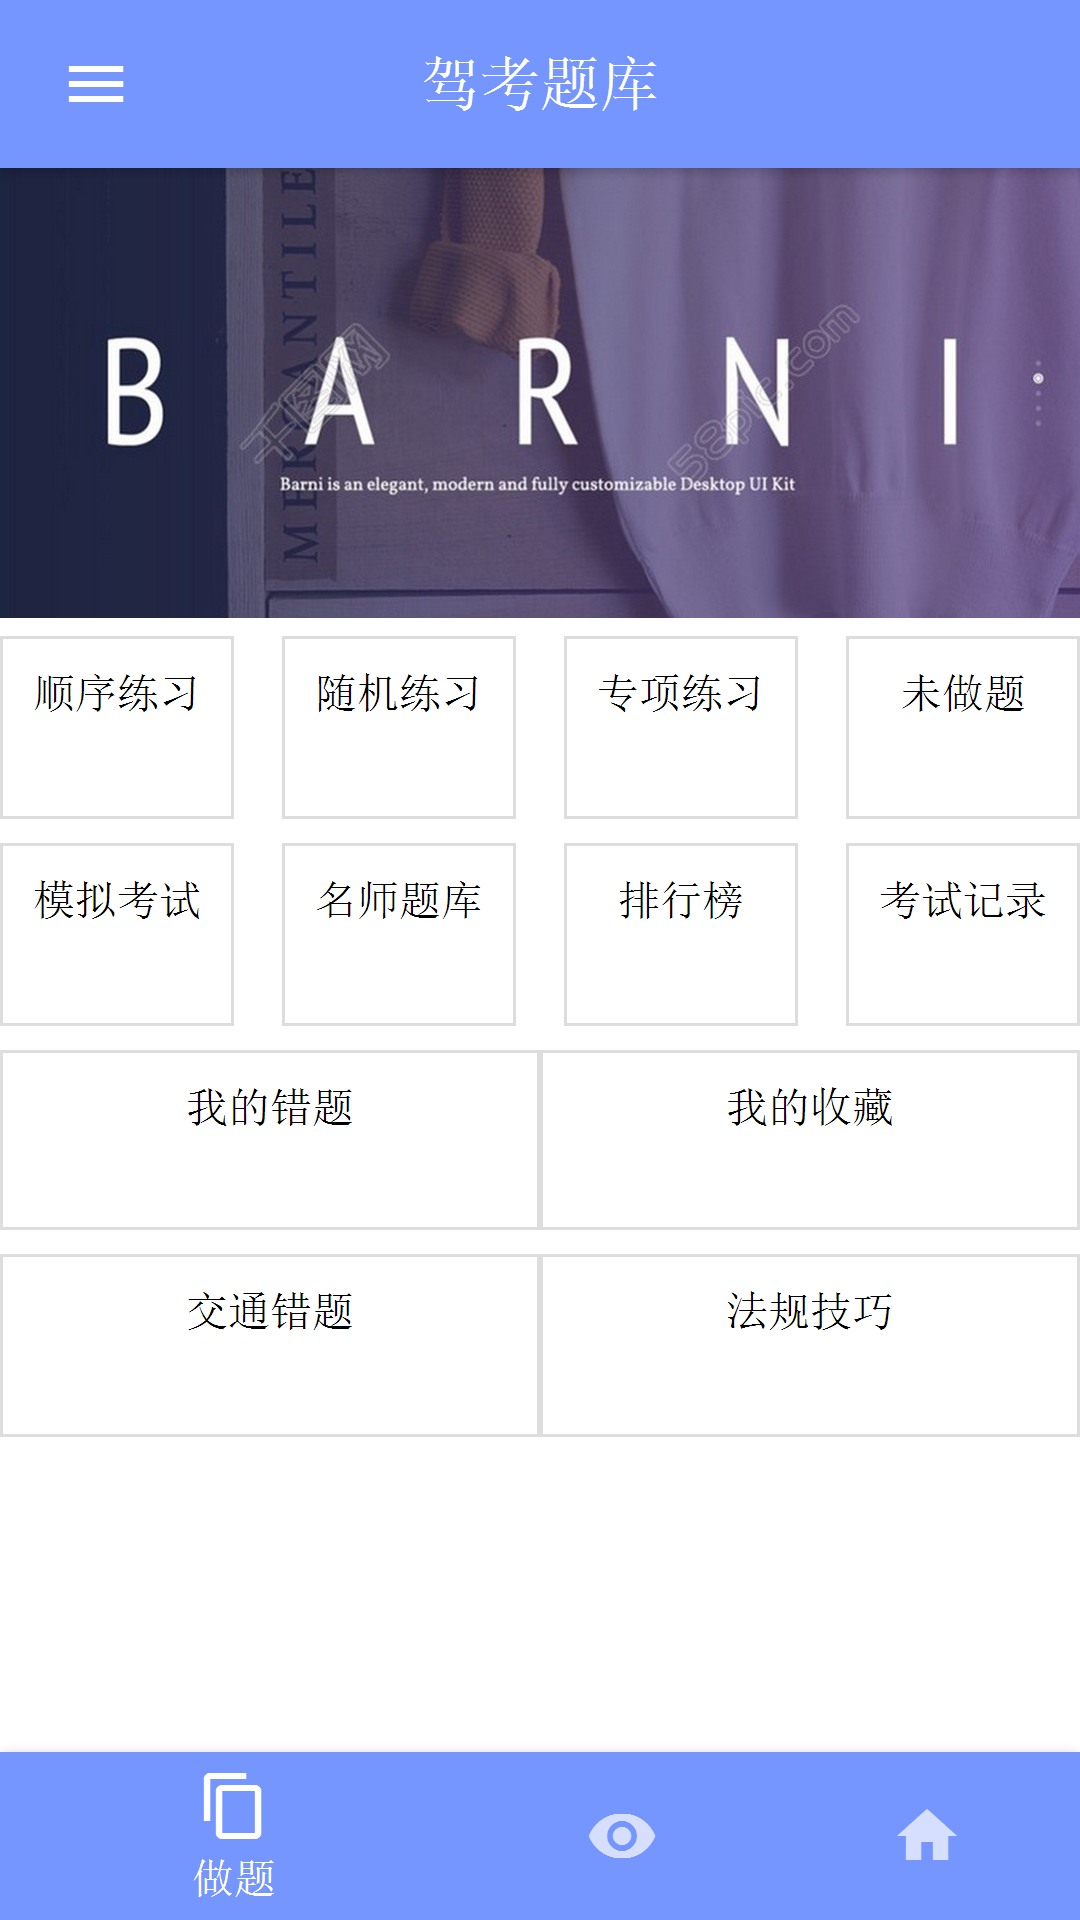 驾考题库
MERCANTILE
BARNI
千图网
58pic.com
Barni is an elegant, modern and fully customizable Desktop UI Kit
MERCANTILE
顺序练习
随机练习
专项练习
未做题
模拟考试
名师题库
排行榜
考试记录
我的错题
我的收藏
交通错题
法规技巧
做题